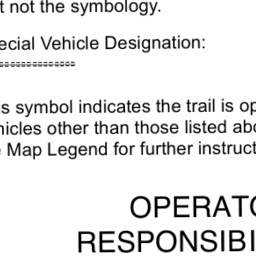 t not the symbology.
ecial Vehicle Designation:
s symbol indicates the trail is op
hicles other than those listed abo
Map Legend for further instruct
OPERATO
RESPONSIBI